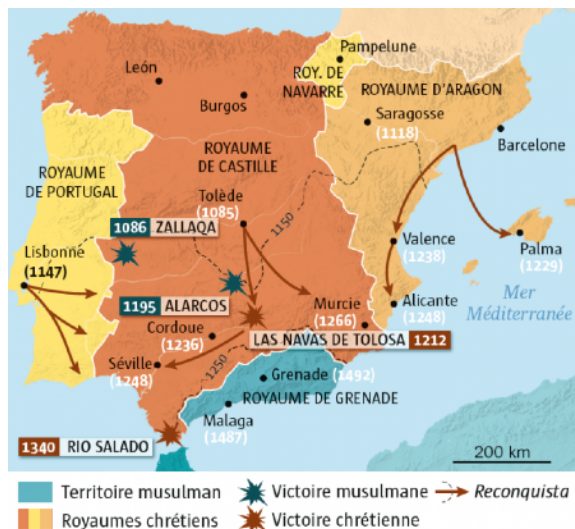 Pampelune
León
ROY. DE
NAVARRE
ROYAUME D'ARAGON
Burgos
Saragosse
(1118)
Barcelone
ROYAUME
DE CASTILLE
ROYAUME
DE PORTUGAL
Tolède
(1085)
1150
1086 ZALLAQA
Lisbonne
(1147)
Valence
(1238)
Palma
(1229)
1195 ALARCOS
Murcie
(1266)
Alicante
(1248)
Mer
Méditerranée
Cordoue
(1236)
LAS NAVAS DE TOLOSA 1212
Séville
(1248)
1250
Grenade (1492)
ROYAUME DE GRENADE
Malaga
(1487)
1340 RIO SALADO
200 km
Territoire musulman
Victoire musulmane
Reconquista
Royaumes chrétiens
Victoire chrétienne